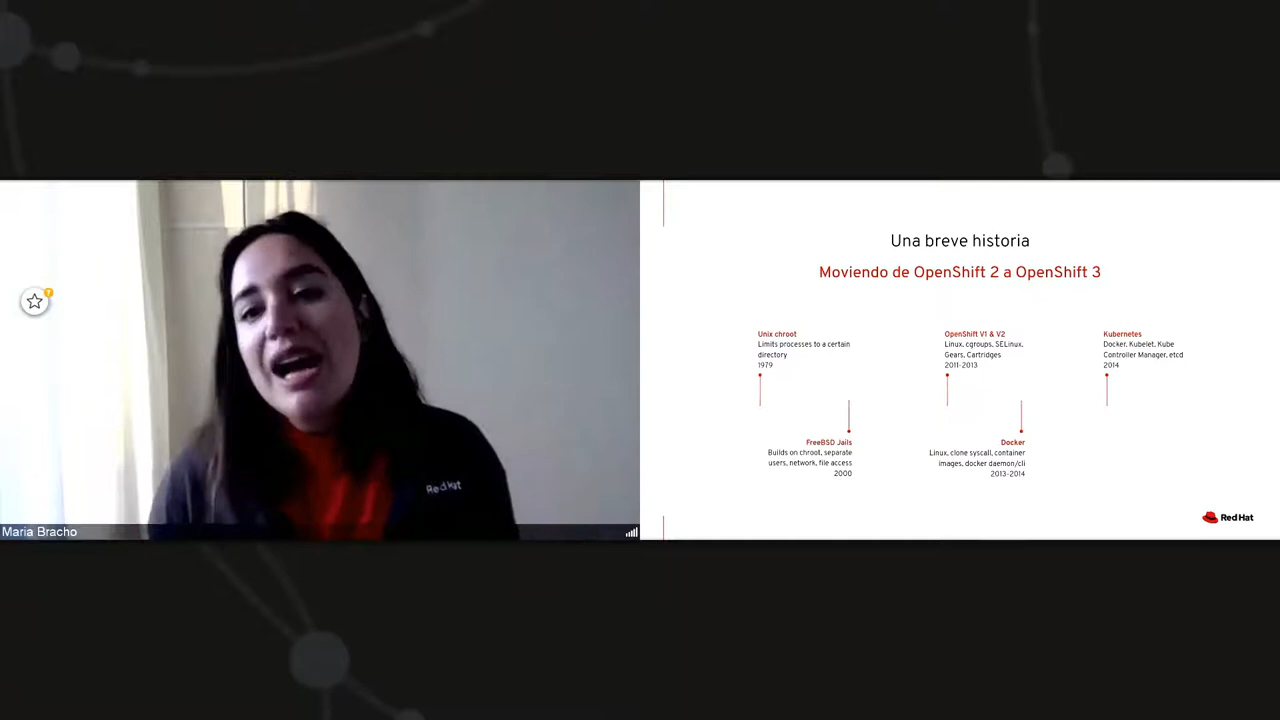 Una breve historia
Moviendo de OpenShift 2 a OpenShift 3
Unix chroot
Limits processes to a certain
directory
1979
OpenShift V1 & V2
Linux, cgroups, SELinux,
Gears, Cartridges
2011-2013
Kubernetes
Docker, Kubelet, Kube
Controller Manager, etcd
2014
FreeBSD Jails
Builds on chroot, separate
users, network, file access
2000
Docker
Linux, clone syscall, container
images, docker daemon/cli
2013-2014
Red Hat
Red Hat
Maria Bracho